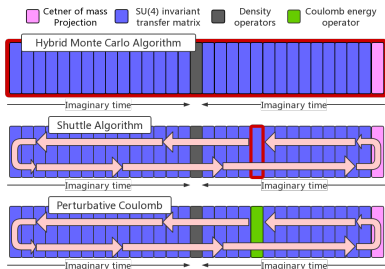 Cetner of mass
Projection
SU(4) invariant
transfer matrix
Density
operators
Coulomb energy
operator
Hybrid Monte Carlo Algorithm
Imaginary time
Imaginary time
Shuttle Algorithm
Imaginary time
Imaginary time
Perturbative Coulomb
Imaginary time
Imaginary time